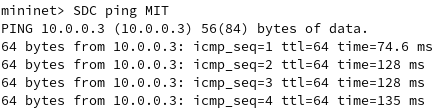 mininet> SDC ping MIT
PING 10.0.0.3 (10.0.0.3) 56(84) bytes of data.
64 bytes from 10.0.0.3: icmp_seq=1 ttl=64 time=74.6 ms
64 bytes from 10.0.0.3: icmp_seq=2 ttl=64 time=128 ms
64 bytes from 10.0.0.3: icmp_seq=3 ttl=64 time=128 ms
64 bytes from 10.0.0.3: icmp_seq=4 ttl=64 time=135 ms